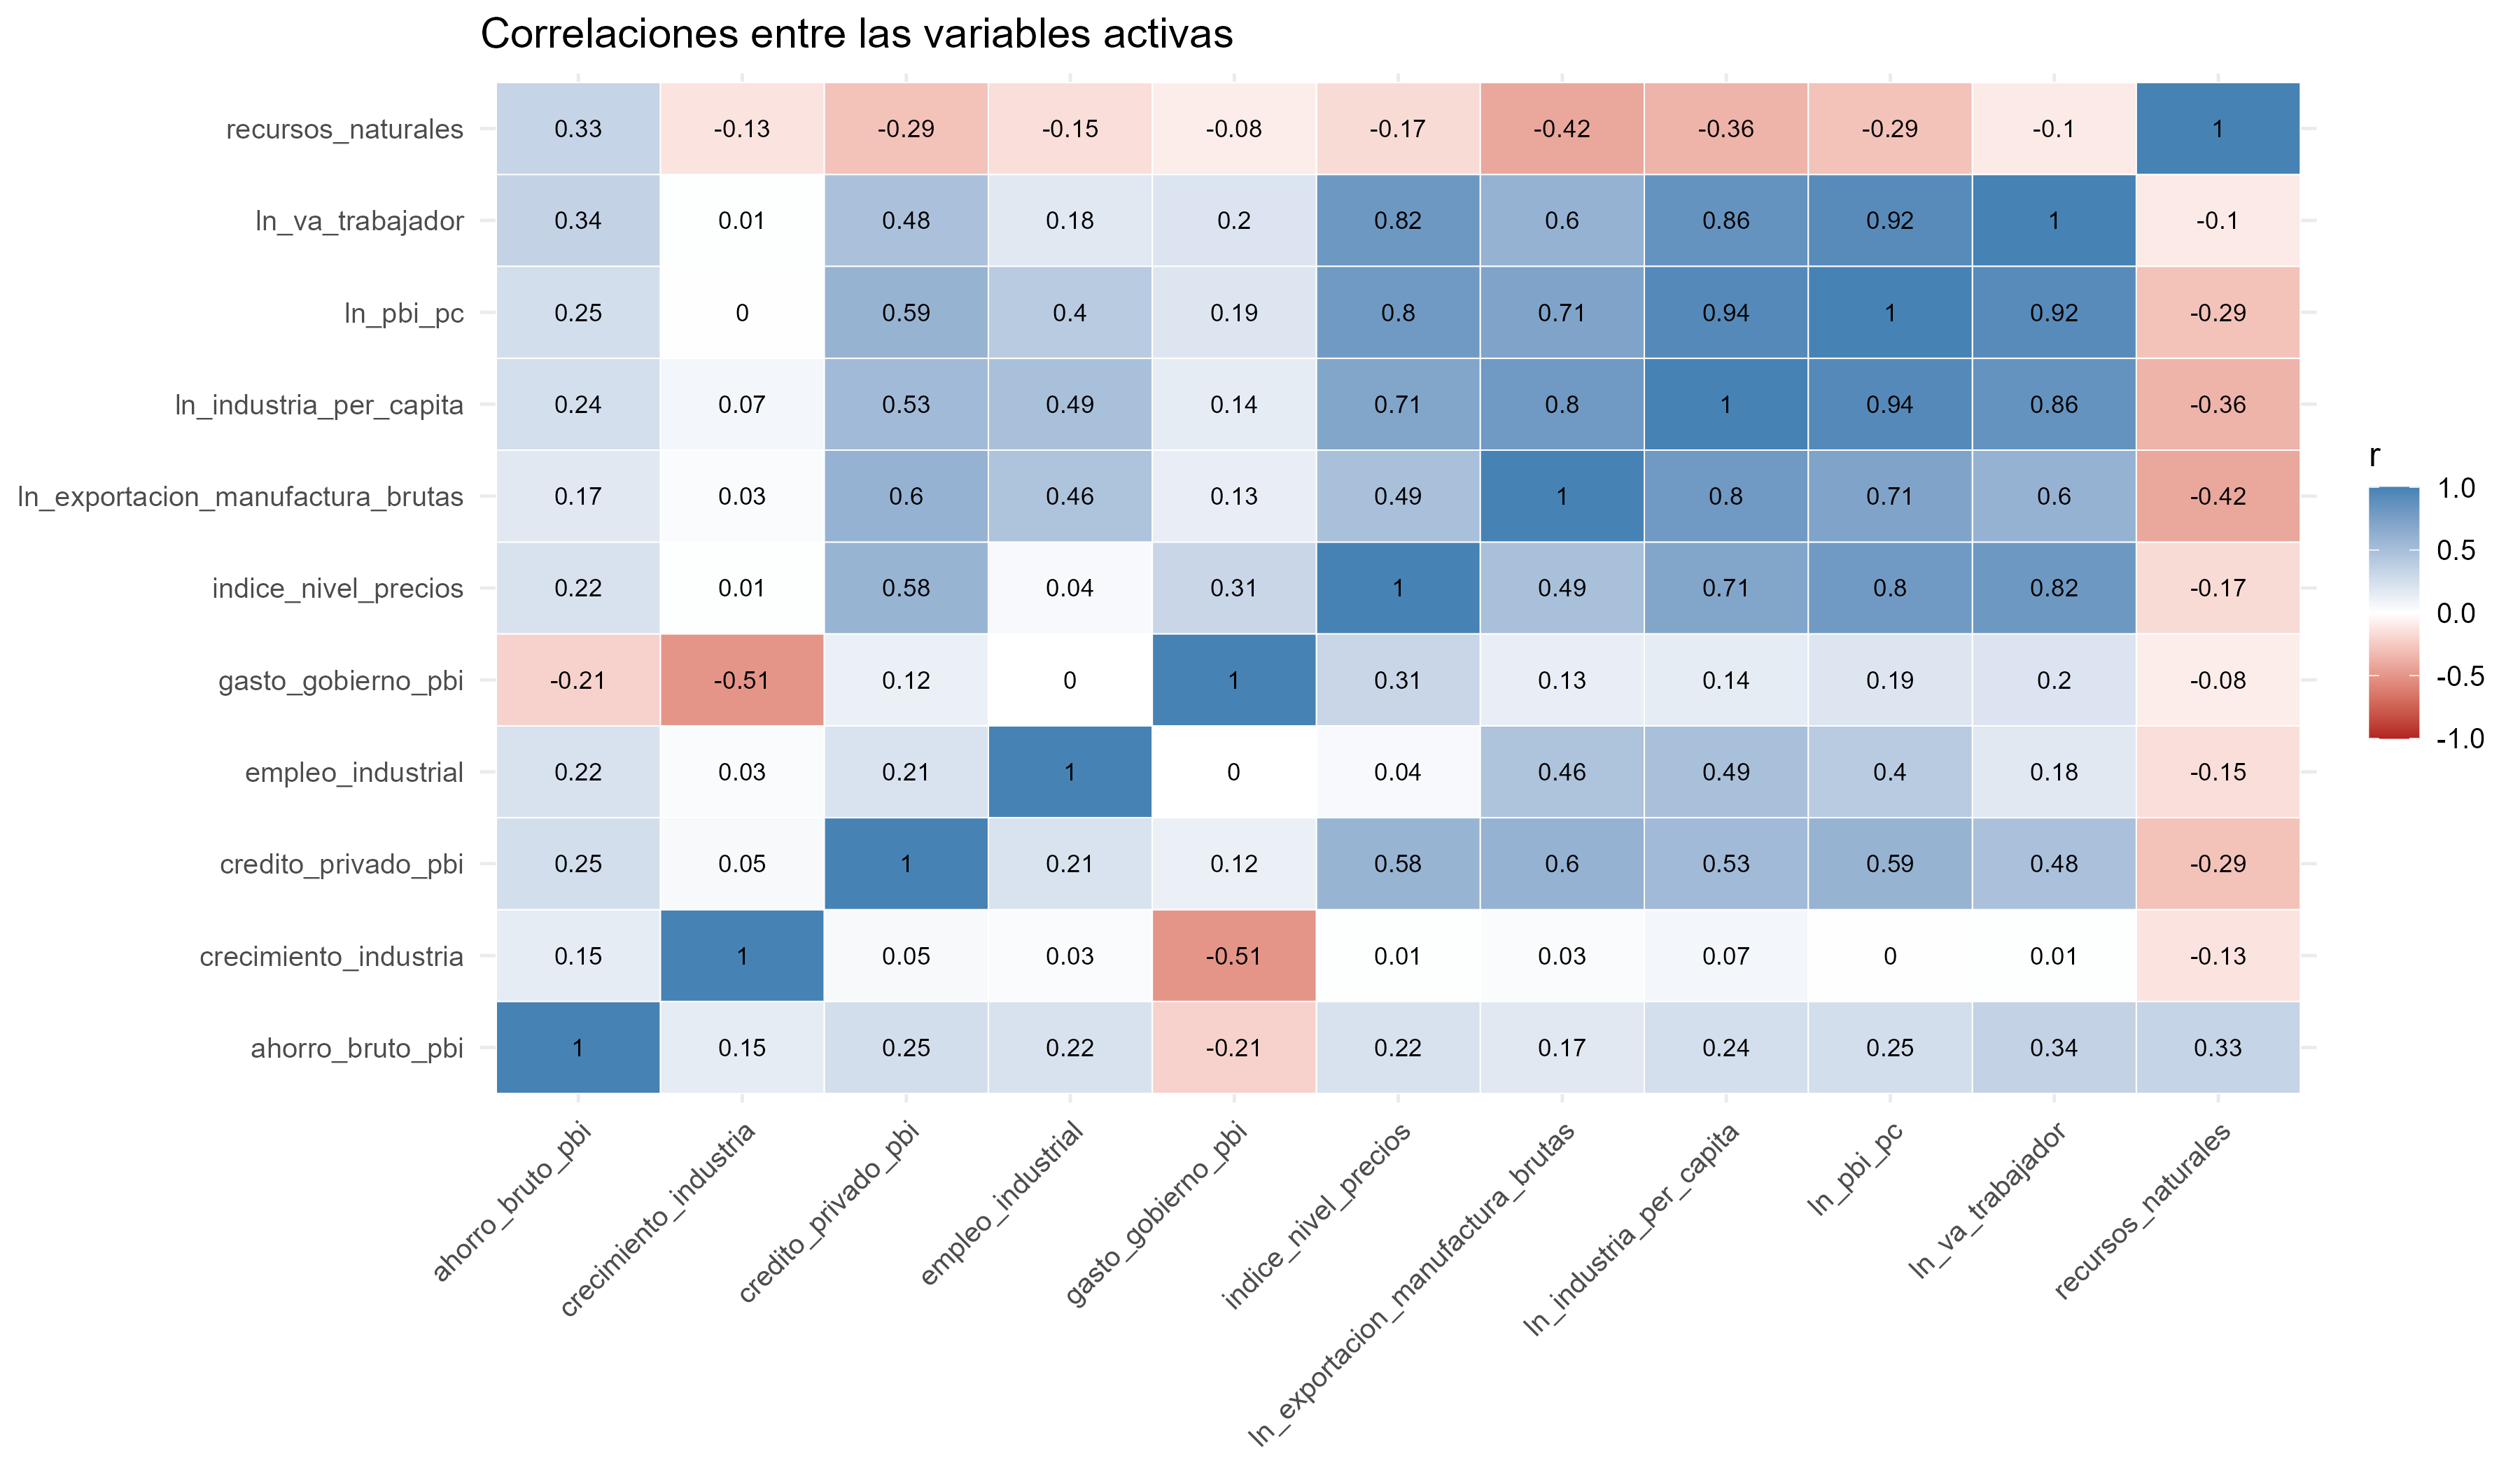 Correlaciones entre las variables activas
recursos_naturales 0.33 -0.13 -0.29 -0.15 -0.08 -0.17 -0.42 -0.36 -0.29 -0.1 1
ln_va_trabajador 0.34 0.01 0.48 0.18 0.2 0.82 0.6 0.86 0.92 1 -0.1
ln_pbi_pc 0.25 0 0.59 0.4 0.19 0.8 0.71 0.94 1 0.92 -0.29
ln_industria_per_capita 0.24 0.07 0.53 0.49 0.14 0.71 0.8 1 0.94 0.86 -0.36
ln_exportacion_manufactura_brutas 0.17 0.03 0.6 0.46 0.13 0.49 1 0.8 0.71 0.6 -0.42
indice_nivel_precios 0.22 0.01 0.58 0.04 0.31 1 0.49 0.71 0.8 0.82 -0.17
gasto_gobierno_pbi -0.21 -0.51 0.12 0 1 0.31 0.13 0.14 0.19 0.2 -0.08
empleo_industrial 0.22 0.03 0.21 1 0 0.04 0.46 0.49 0.4 0.18 -0.15
credito_privado_pbi 0.25 0.05 1 0.21 0.12 0.58 0.6 0.53 0.59 0.48 -0.29
crecimiento_industria 0.15 1 0.05 0.03 -0.51 0.01 0.03 0.07 0 0.01 -0.13
ahorro_bruto_pbi 1 0.15 0.25 0.22 -0.21 0.22 0.17 0.24 0.25 0.34 0.33
ahorro_bruto_pbi
crecimiento_industria
credito_privado_pbi
empleo_industrial
gasto_gobierno_pbi
indice_nivel_precios
ln_exportacion_manufactura_brutas
ln_industria_per_capita
ln_pbi_pc
ln_va_trabajador
recursos_naturales
r
1.0
0.5
0.0
-0.5
-1.0